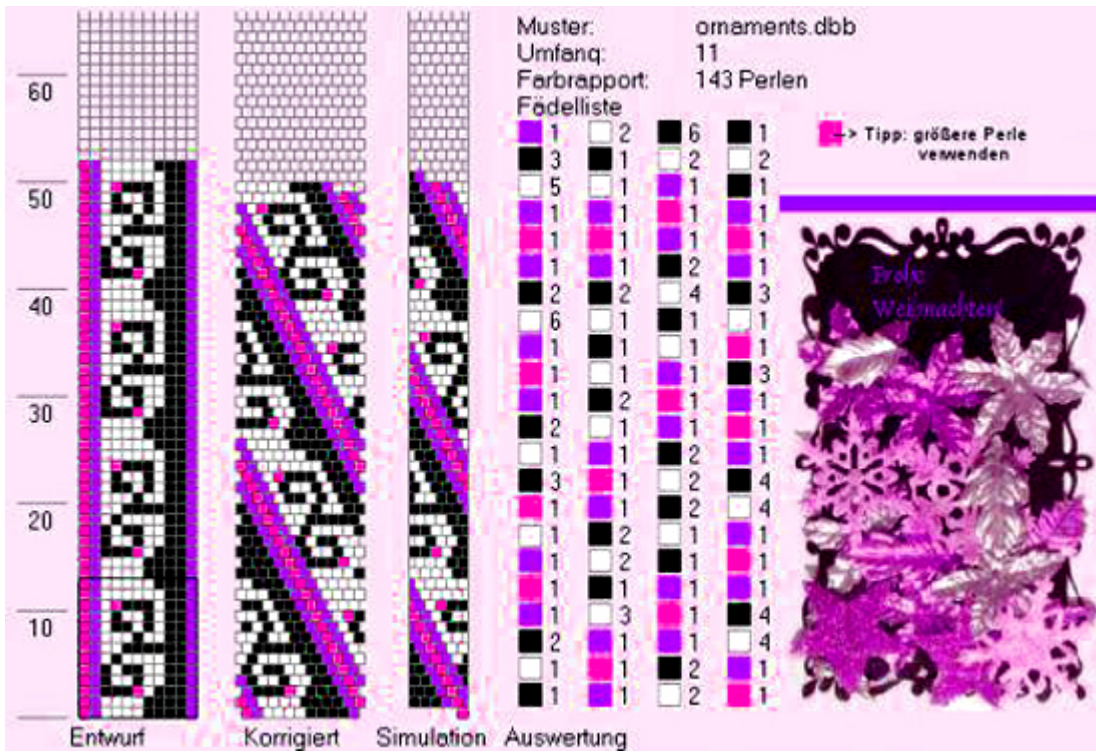 Muster: ornaments.dbb
Umfang: 11
Farbrapport: 143 Perlen
Fädelliste
1 2 6 1
3 1 2 2
5 1 1 1
1 1 1 1
1 1 1 1
1 1 2 1
2 2 4 3
6 1 1 1
1 1 1 1
1 1 1 3
1 2 1 1
2 1 1 1
1 1 2 1
3 1 2 4
1 1 2 4
1 2 1 1
1 2 1 1
1 1 1 1
1 3 1 4
2 1 1 4
1 1 2 1
1 1 2 1
--> Tipp: größere Perle
verwenden
Frohe
Weihnachten!
60
50
40
30
20
10
Entwurf Korrigiert Simulation Auswertung